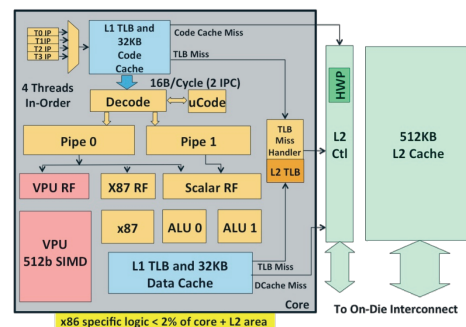 T0 IP
T1IP
T2 IP
T3 IP
4 Threads
In-Order
L1 TLB and
32KB
Code
Cache
Code Cache Miss
TLB Miss
16B/Cycle (2 IPC)
Decode
uCode
Pipe 0
Pipe 1
TLB
Miss
Handler
L2 TLB
VPU RF
X87 RF
Scalar RF
VPU
512b SIMD
x87
ALU 0
ALU 1
L1 TLB and 32KB
Data Cache
TLB Miss
DCache Miss
Core
HWP
L2
Ctl
512KB
L2 Cache
To On-Die Interconnect
x86 specific logic < 2% of core + L2 area